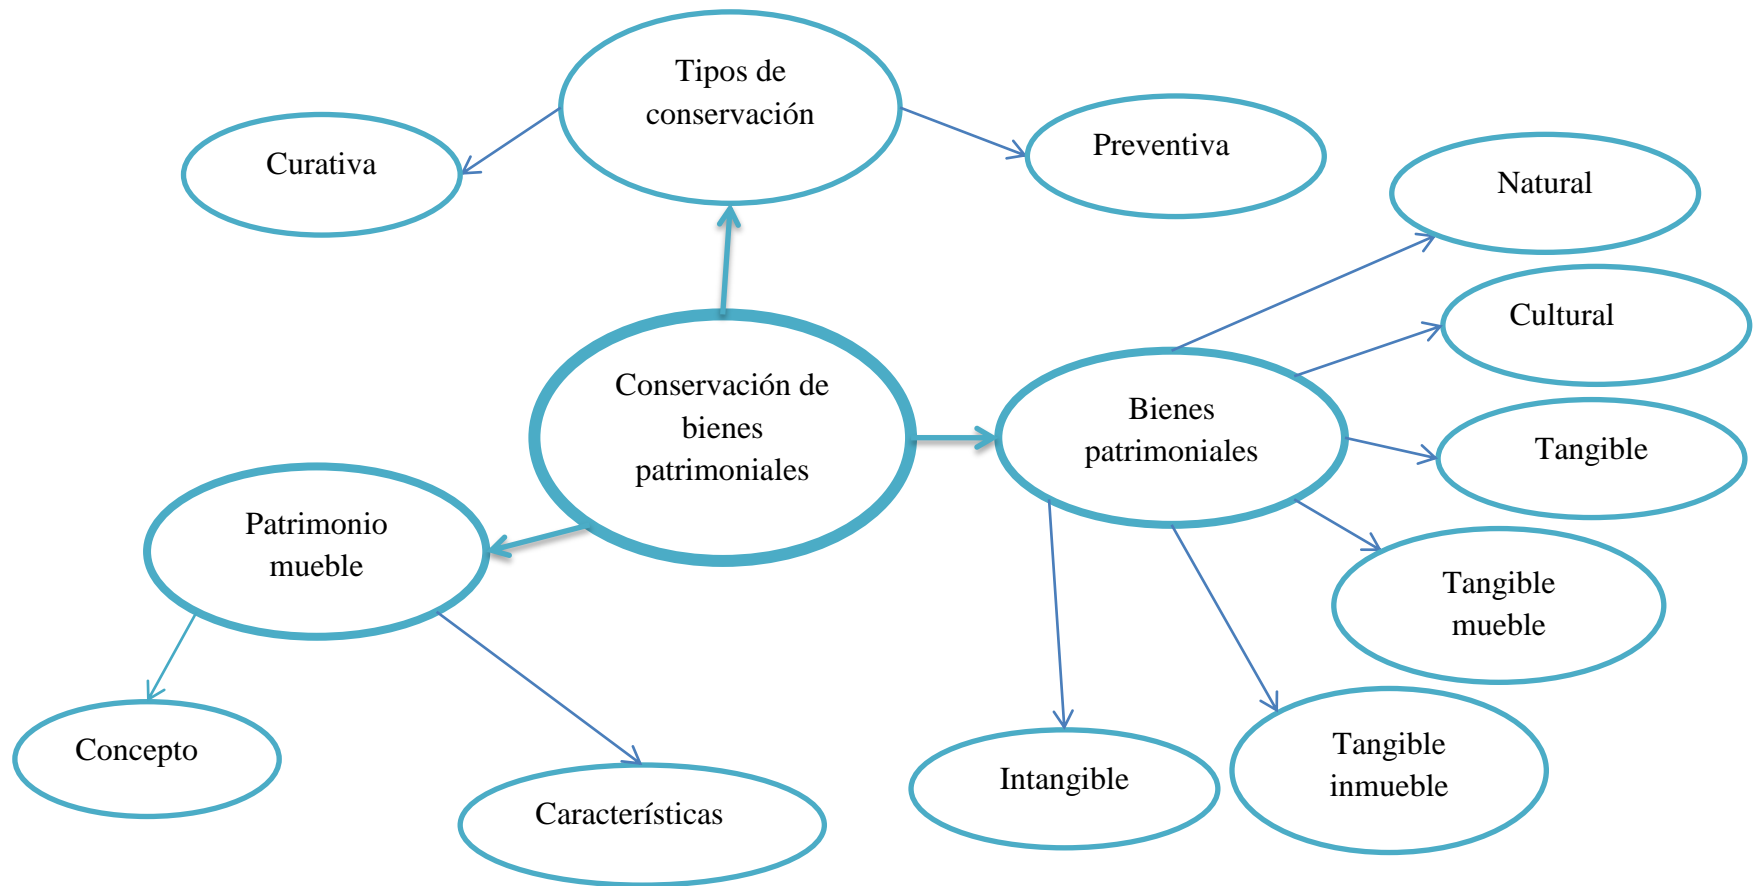 Tipos de
conservación
Curativa
Preventiva
Natural
Cultural
Conservación de
bienes
patrimoniales
Bienes
patrimoniales
Tangible
Patrimonio
mueble
Tangible
mueble
Concepto
Características
Intangible
Tangible
inmueble